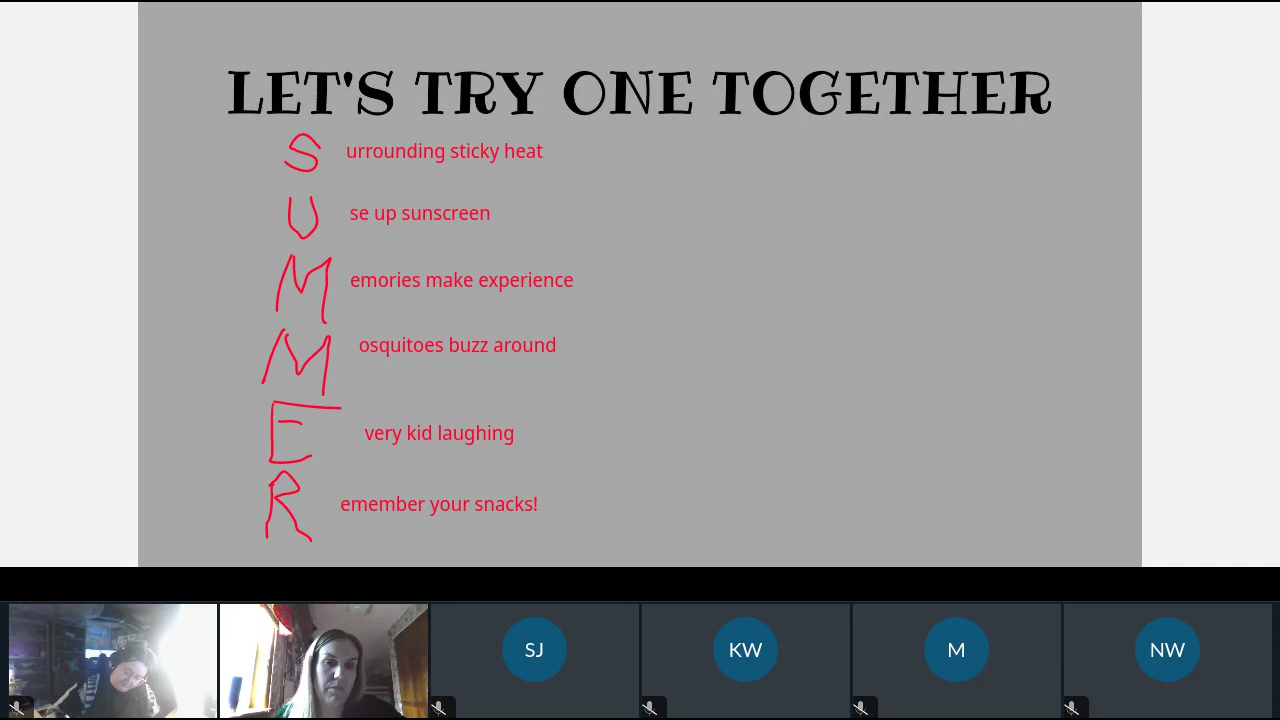 LET'S TRY ONE TOGETHER
S urrounding sticky heat
U se up sunscreen
M emories make experience
M osquitoes buzz around
E very kid laughing
R emember your snacks!
SJ KW M NW